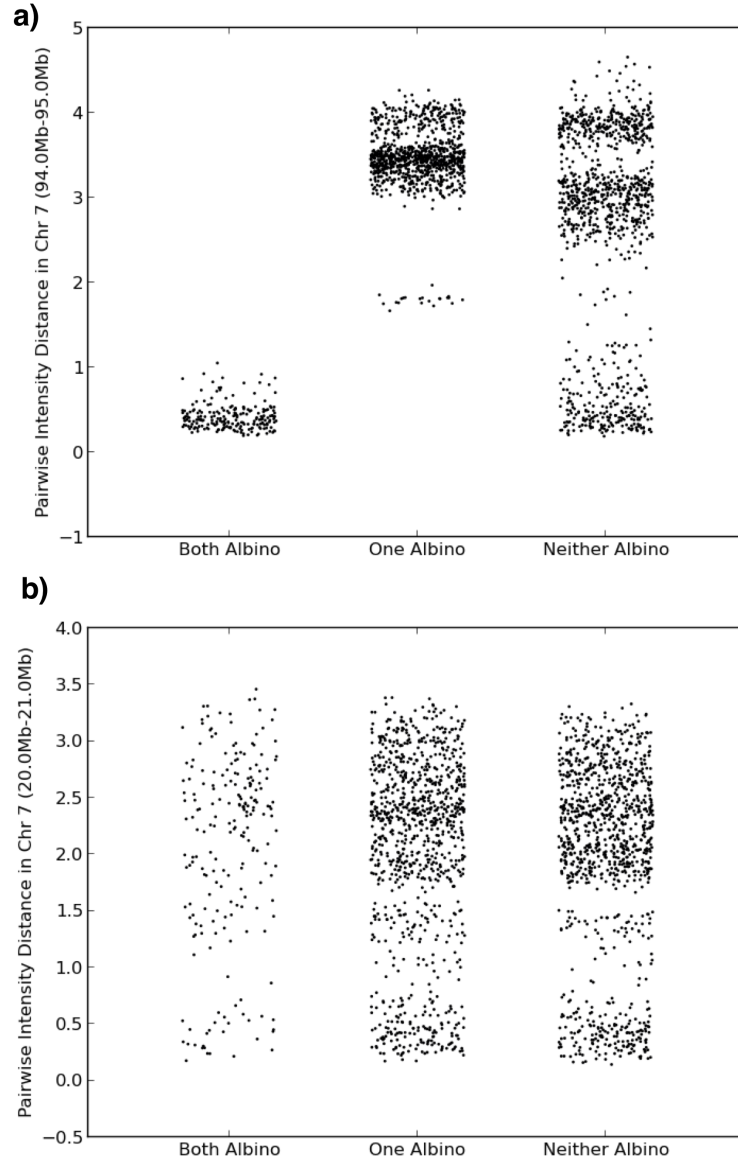 a)
Pairwise Intensity Distance in Chr 7 (94.0Mb-95.0Mb)
5
4
3
2
1
0
−1
Both Albino One Albino Neither Albino
b)
Pairwise Intensity Distance in Chr 7 (20.0Mb-21.0Mb)
4.0
3.5
3.0
2.5
2.0
1.5
1.0
0.5
0.0
−0.5
Both Albino One Albino Neither Albino